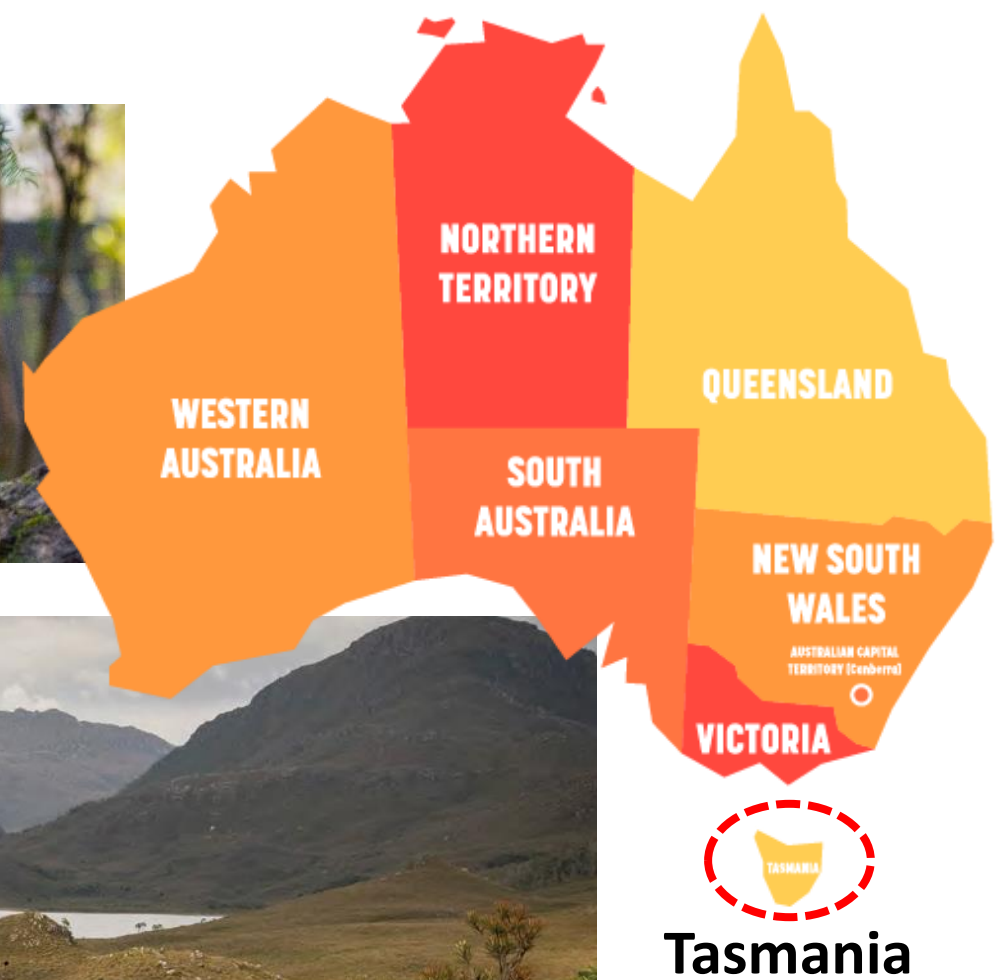 NORTHERN
TERRITORY
QUEENSLAND
WESTERN
AUSTRALIA
SOUTH
AUSTRALIA
NEW SOUTH
WALES
AUSTRALIAN CAPITAL
TERRITORY (Canberra)
VICTORIA
TASMANIA
Tasmania